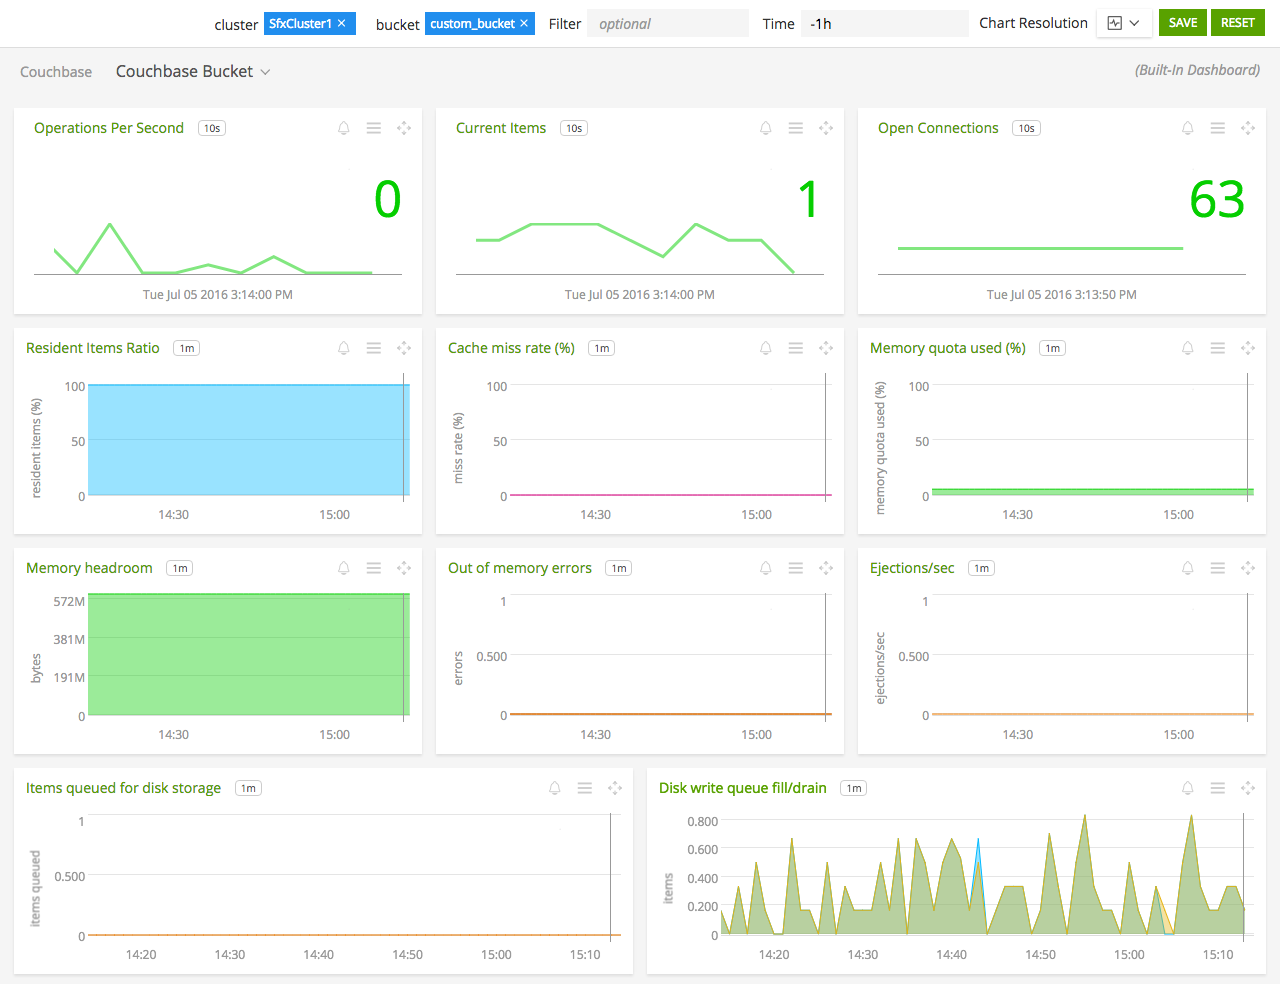 cluster SfxCluster1 × bucket custom_bucket × Filter optional Time -1h Chart Resolution SAVE RESET
Couchbase Couchbase Bucket (Built-In Dashboard)
Operations Per Second 10s
0
Tue Jul 05 2016 3:14:00 PM
Current Items 10s
1
Tue Jul 05 2016 3:14:00 PM
Open Connections 10s
63
Tue Jul 05 2016 3:13:50 PM
Resident Items Ratio 1m
resident items (%)
100
50
0
14:30 15:00
Cache miss rate (%) 1m
miss rate (%)
100
50
0
14:30 15:00
Memory quota used (%) 1m
memory quota used (%)
100
50
0
14:30 15:00
Memory headroom 1m
bytes
572M
381M
191M
0
14:30 15:00
Out of memory errors 1m
errors
1
0.500
0
14:30 15:00
Ejections/sec 1m
ejections/sec
1
0.500
0
14:30 15:00
Items queued for disk storage 1m
items queued
1
0.500
0
14:20 14:30 14:40 14:50 15:00 15:10
Disk write queue fill/drain 1m
items
0.800
0.600
0.400
0.200
0
14:20 14:30 14:40 14:50 15:00 15:10